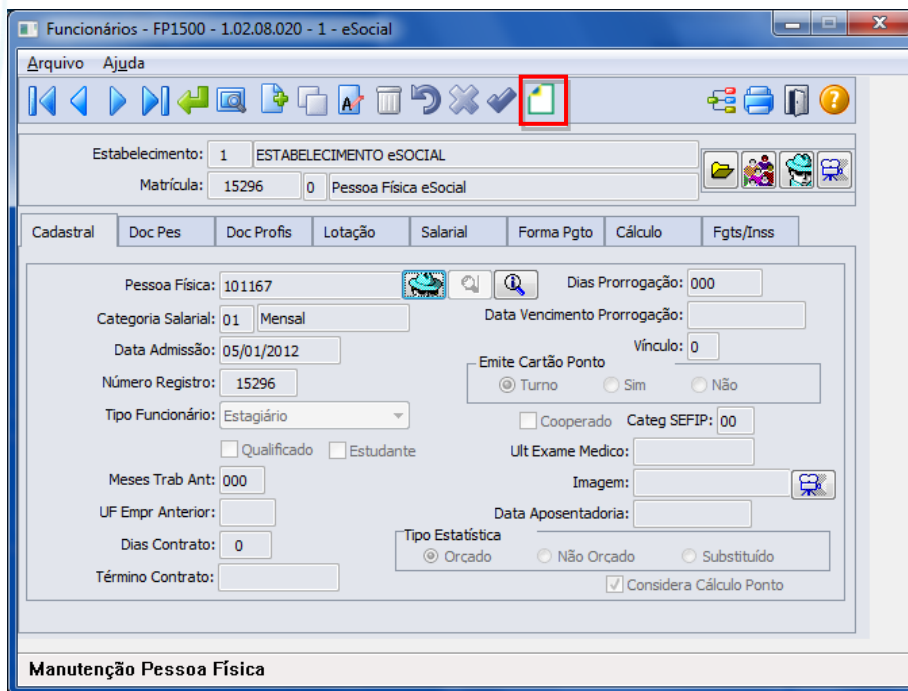 Funcionários - FP1500 - 1.02.08.020 - 1 - eSocial
Arquivo Ajuda
Estabelecimento: 1 ESTABELECIMENTO eSOCIAL
Matrícula: 15296 0 Pessoa Física eSocial
Cadastral Doc Pes Doc Profis Lotação Salarial Forma Pgto Cálculo Fgts/Inss
Pessoa Física: 101167 Dias Prorrogação: 000
Categoria Salarial: 01 Mensal Data Vencimento Prorrogação:
Data Admissão: 05/01/2012 Vínculo: 0
Emite Cartão Ponto
Número Registro: 15296 Turno Sim Não
Tipo Funcionário: Estagiário Cooperado Categ SEFIP: 00
Qualificado Estudante Ult Exame Medico:
Meses Trab Ant: 000 Imagem:
UF Empr Anterior: Data Aposentadoria:
Tipo Estatística
Dias Contrato: 0 Orçado Não Orçado Substituído
Término Contrato: Considera Cálculo Ponto
Manutenção Pessoa Física